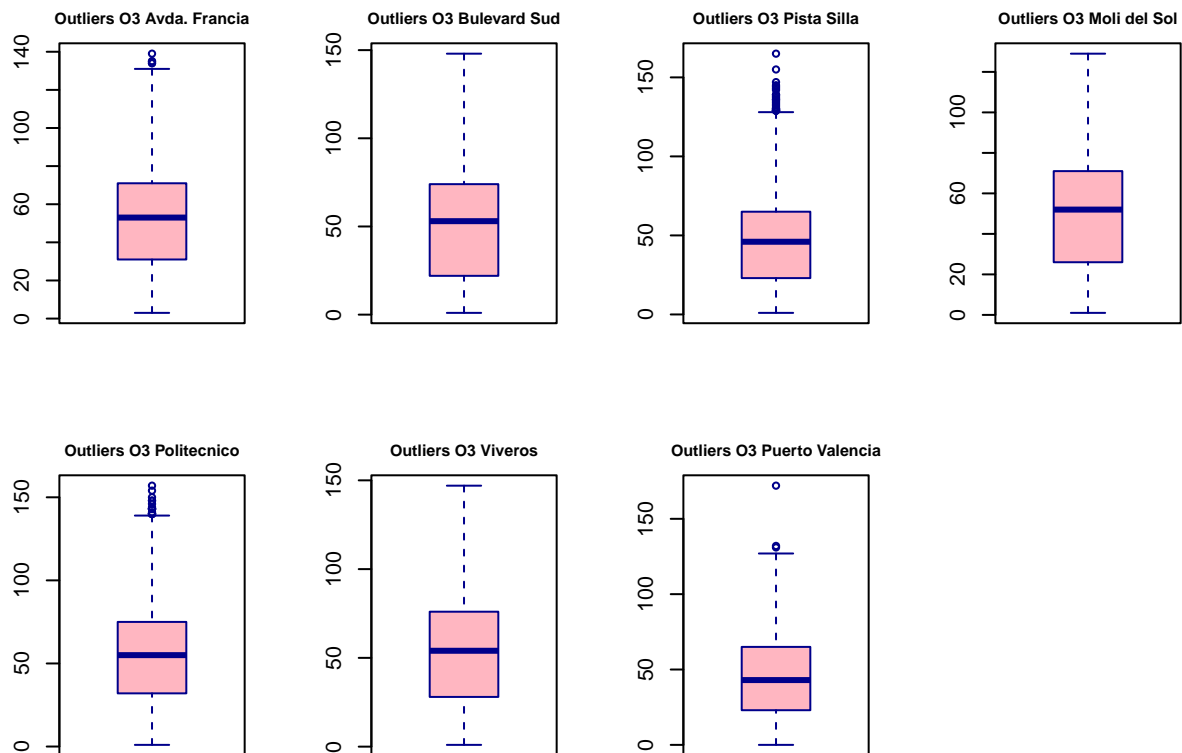 Outliers O3 Avda. Francia
0 20 60 100 140
Outliers O3 Bulevard Sud
0 50 100 150
Outliers O3 Pista Silla
0 50 100 150
Outliers O3 Moli del Sol
0 20 60 100
Outliers O3 Politecnico
0 50 100 150
Outliers O3 Viveros
0 50 100 150
Outliers O3 Puerto Valencia
0 50 100 150